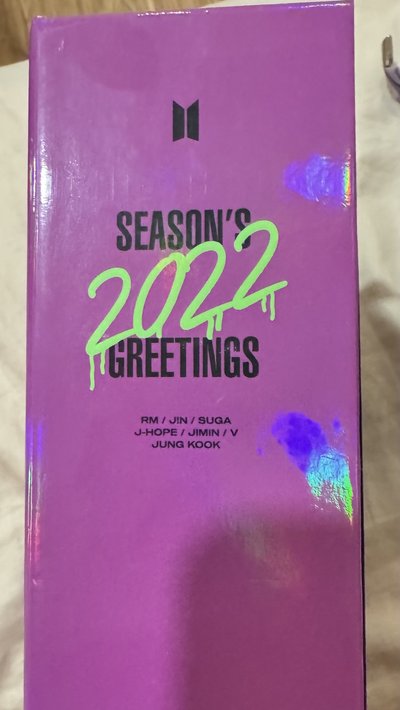 SEASON'S
2022
GREETINGS
RM / JIN / SUGA
J-HOPE / JIMIN / V
JUNG KOOK